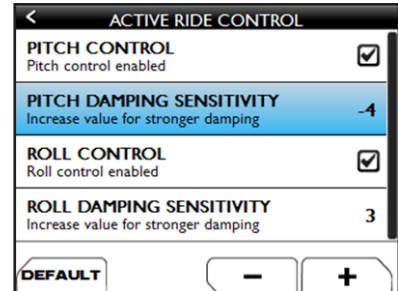 < ACTIVE RIDE CONTROL
PITCH CONTROL
Pitch control enabled
PITCH DAMPING SENSITIVITY
Increase value for stronger damping
-4
ROLL CONTROL
Roll control enabled
ROLL DAMPING SENSITIVITY
Increase value for stronger damping
3
DEFAULT
− +